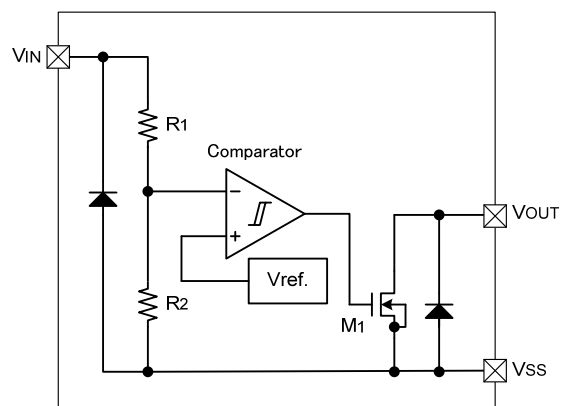 VIN
R1
Comparator
−
+
VOUT
Vref.
R2
M1
VSS